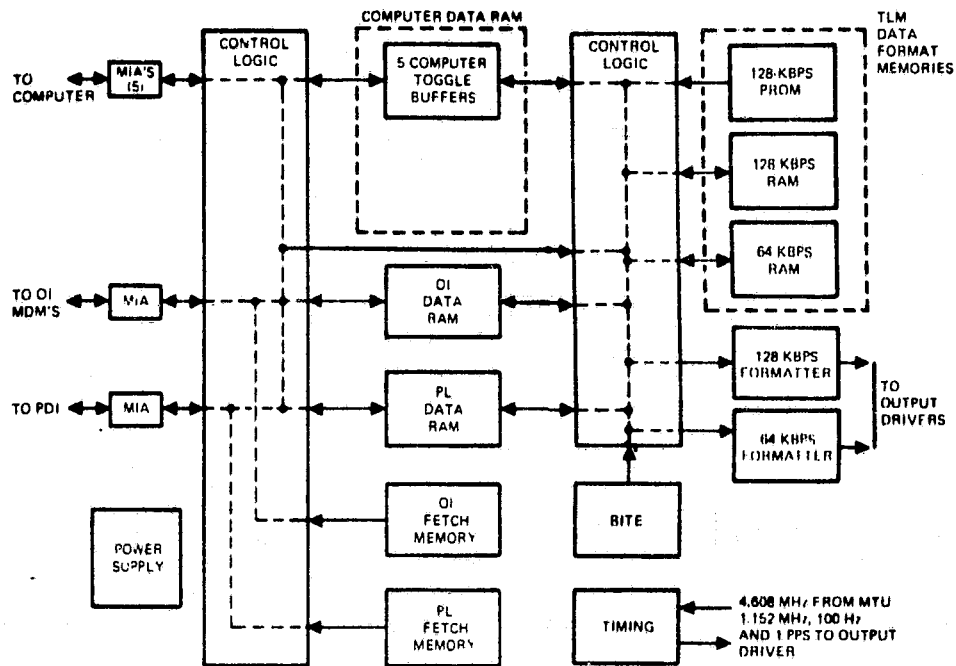 COMPUTER DATA RAM
TLM
DATA
FORMAT
MEMORIES
CONTROL
LOGIC
CONTROL
LOGIC
TO
COMPUTER
MIA'S
(5)
5 COMPUTER
TOGGLE
BUFFERS
128-KBPS
PROM
128 KBPS
RAM
64 KBPS
RAM
TO OI
MDM'S
MIA
OI
DATA
RAM
128 KBPS
FORMATTER
TO
OUTPUT
DRIVERS
TO PDI
MIA
PL
DATA
RAM
64 KBPS
FORMATTER
POWER
SUPPLY
OI
FETCH
MEMORY
BITE
PL
FETCH
MEMORY
TIMING
4.608 MHz FROM MTU
1.152 MHz, 100 Hz
AND 1 PPS TO OUTPUT
DRIVER